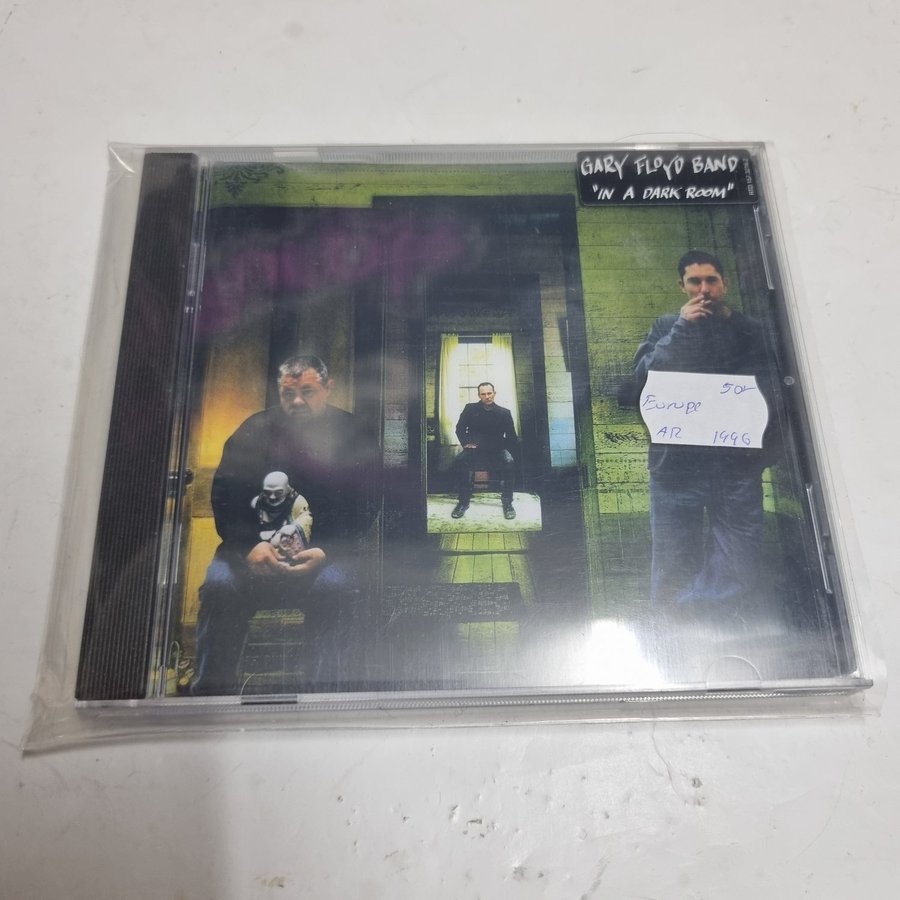 GARY FLOYD BAND
"IN A DARK ROOM"
Europe 50-
AR 1996